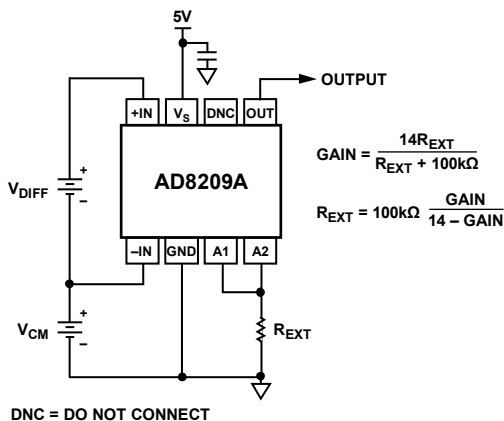 5V
OUTPUT
+IN
VS
DNC
OUT
GAIN = 14REXT / REXT + 100kΩ
VDIFF
+
–
AD8209A
REXT = 100kΩ GAIN / 14 – GAIN
–IN
GND
A1
A2
VCM
+
–
REXT
DNC = DO NOT CONNECT